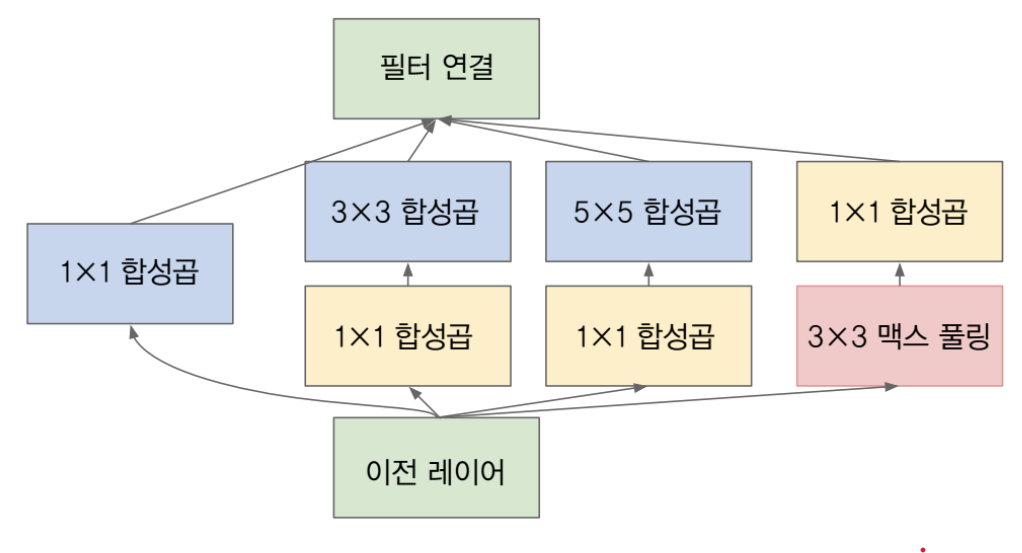 필터 연결
3×3 합성곱
5×5 합성곱
1×1 합성곱
1×1 합성곱
1×1 합성곱
1×1 합성곱
3×3 맥스 풀링
이전 레이어